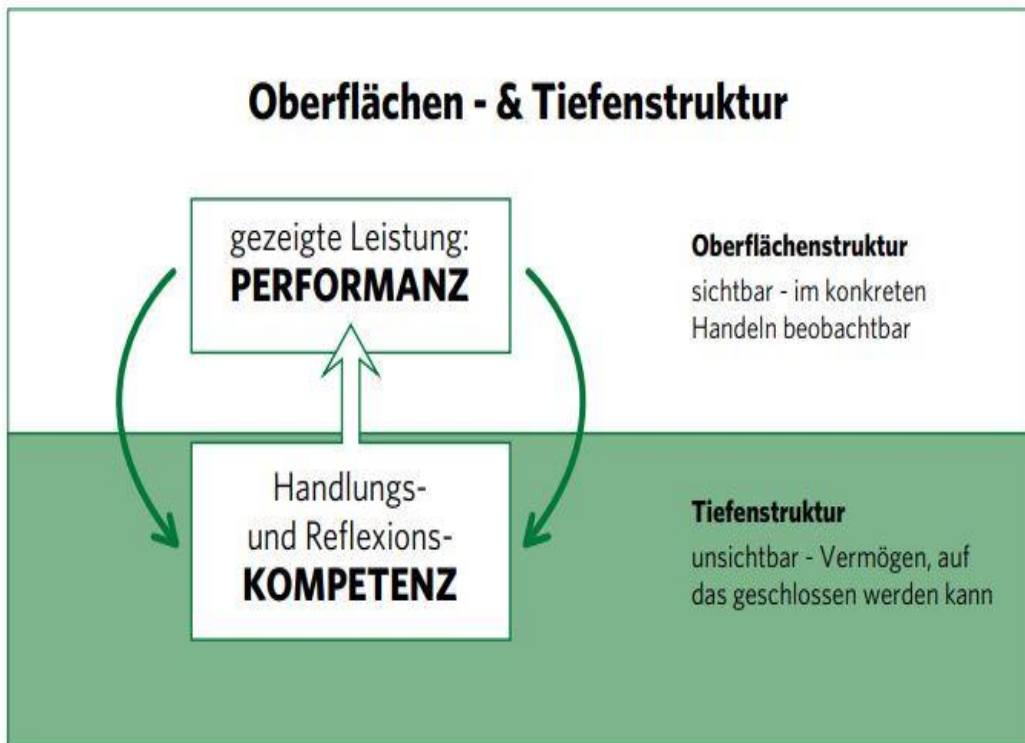 Oberflächen - & Tiefenstruktur
gezeigte Leistung:
PERFORMANZ
Oberflächenstruktur
sichtbar - im konkreten
Handeln beobachtbar
Handlungs-
und Reflexions-
KOMPETENZ
Tiefenstruktur
unsichtbar - Vermögen, auf
das geschlossen werden kann